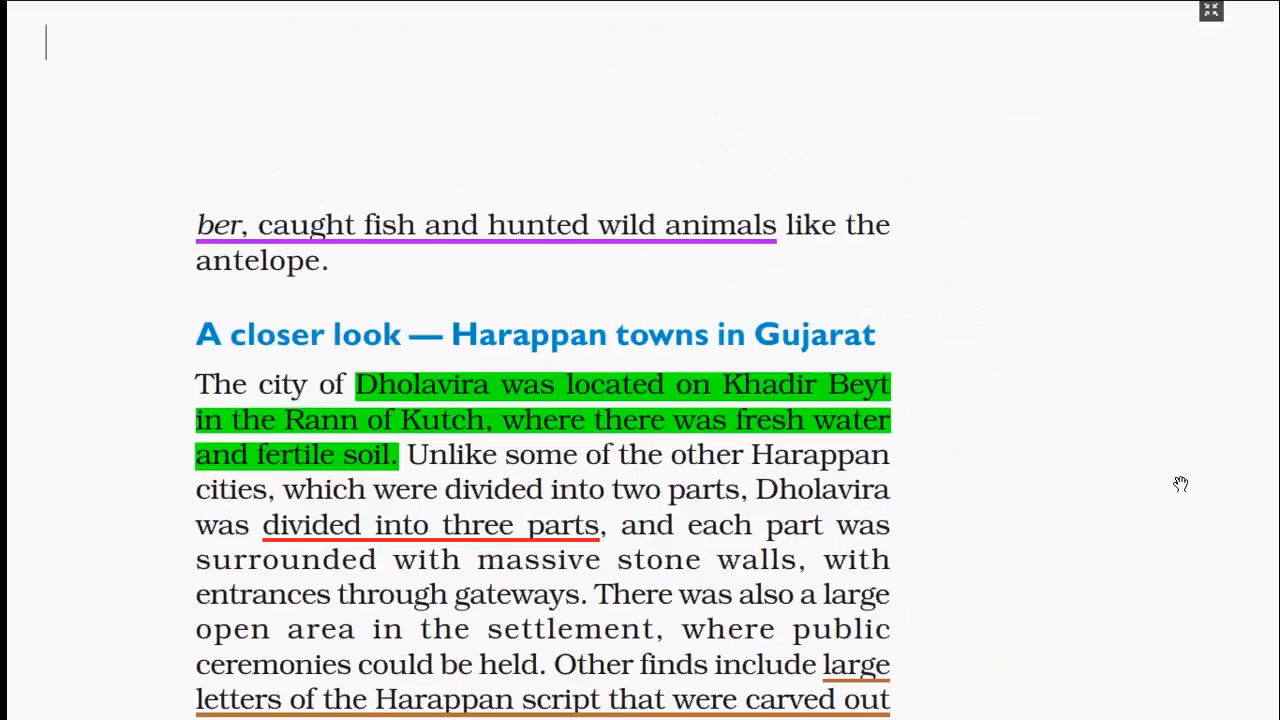 ber, caught fish and hunted wild animals like the
antelope.
A closer look — Harappan towns in Gujarat
The city of Dholavira was located on Khadir Beyt
in the Rann of Kutch, where there was fresh water
and fertile soil. Unlike some of the other Harappan
cities, which were divided into two parts, Dholavira
was divided into three parts, and each part was
surrounded with massive stone walls, with
entrances through gateways. There was also a large
open area in the settlement, where public
ceremonies could be held. Other finds include large
letters of the Harappan script that were carved out